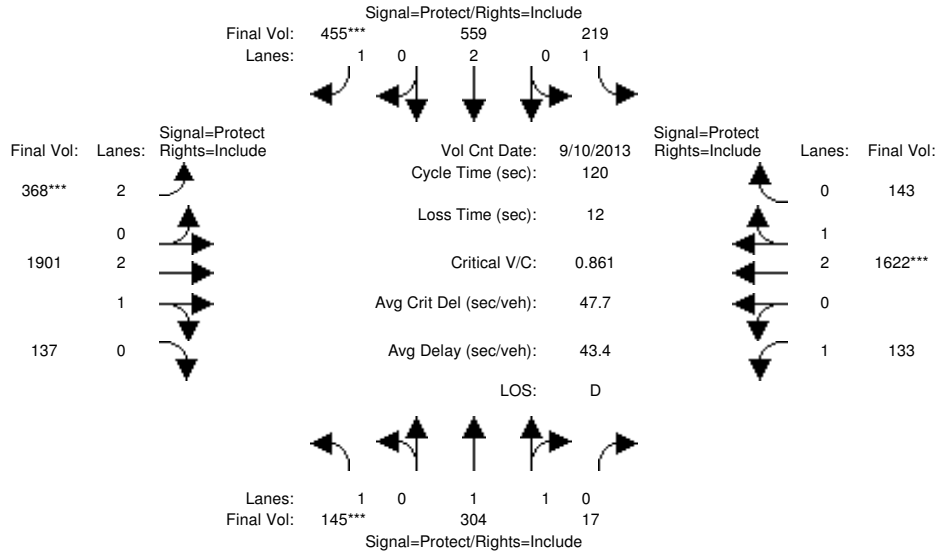 Signal=Protect/Rights=Include
Final Vol: 455*** 559 219
Lanes: 1 0 2 0 1
Signal=Protect Signal=Protect
Final Vol: Lanes: Rights=Include Vol Cnt Date: 9/10/2013 Rights=Include Lanes: Final Vol:
Cycle Time (sec): 120
368*** 2 0 143
Loss Time (sec): 12
0 1
1901 2 Critical V/C: 0.861 2 1622***
1 Avg Crit Del (sec/veh): 47.7 0
137 0 Avg Delay (sec/veh): 43.4 1 133
LOS: D
Lanes: 1 0 1 1 0
Final Vol: 145*** 304 17
Signal=Protect/Rights=Include